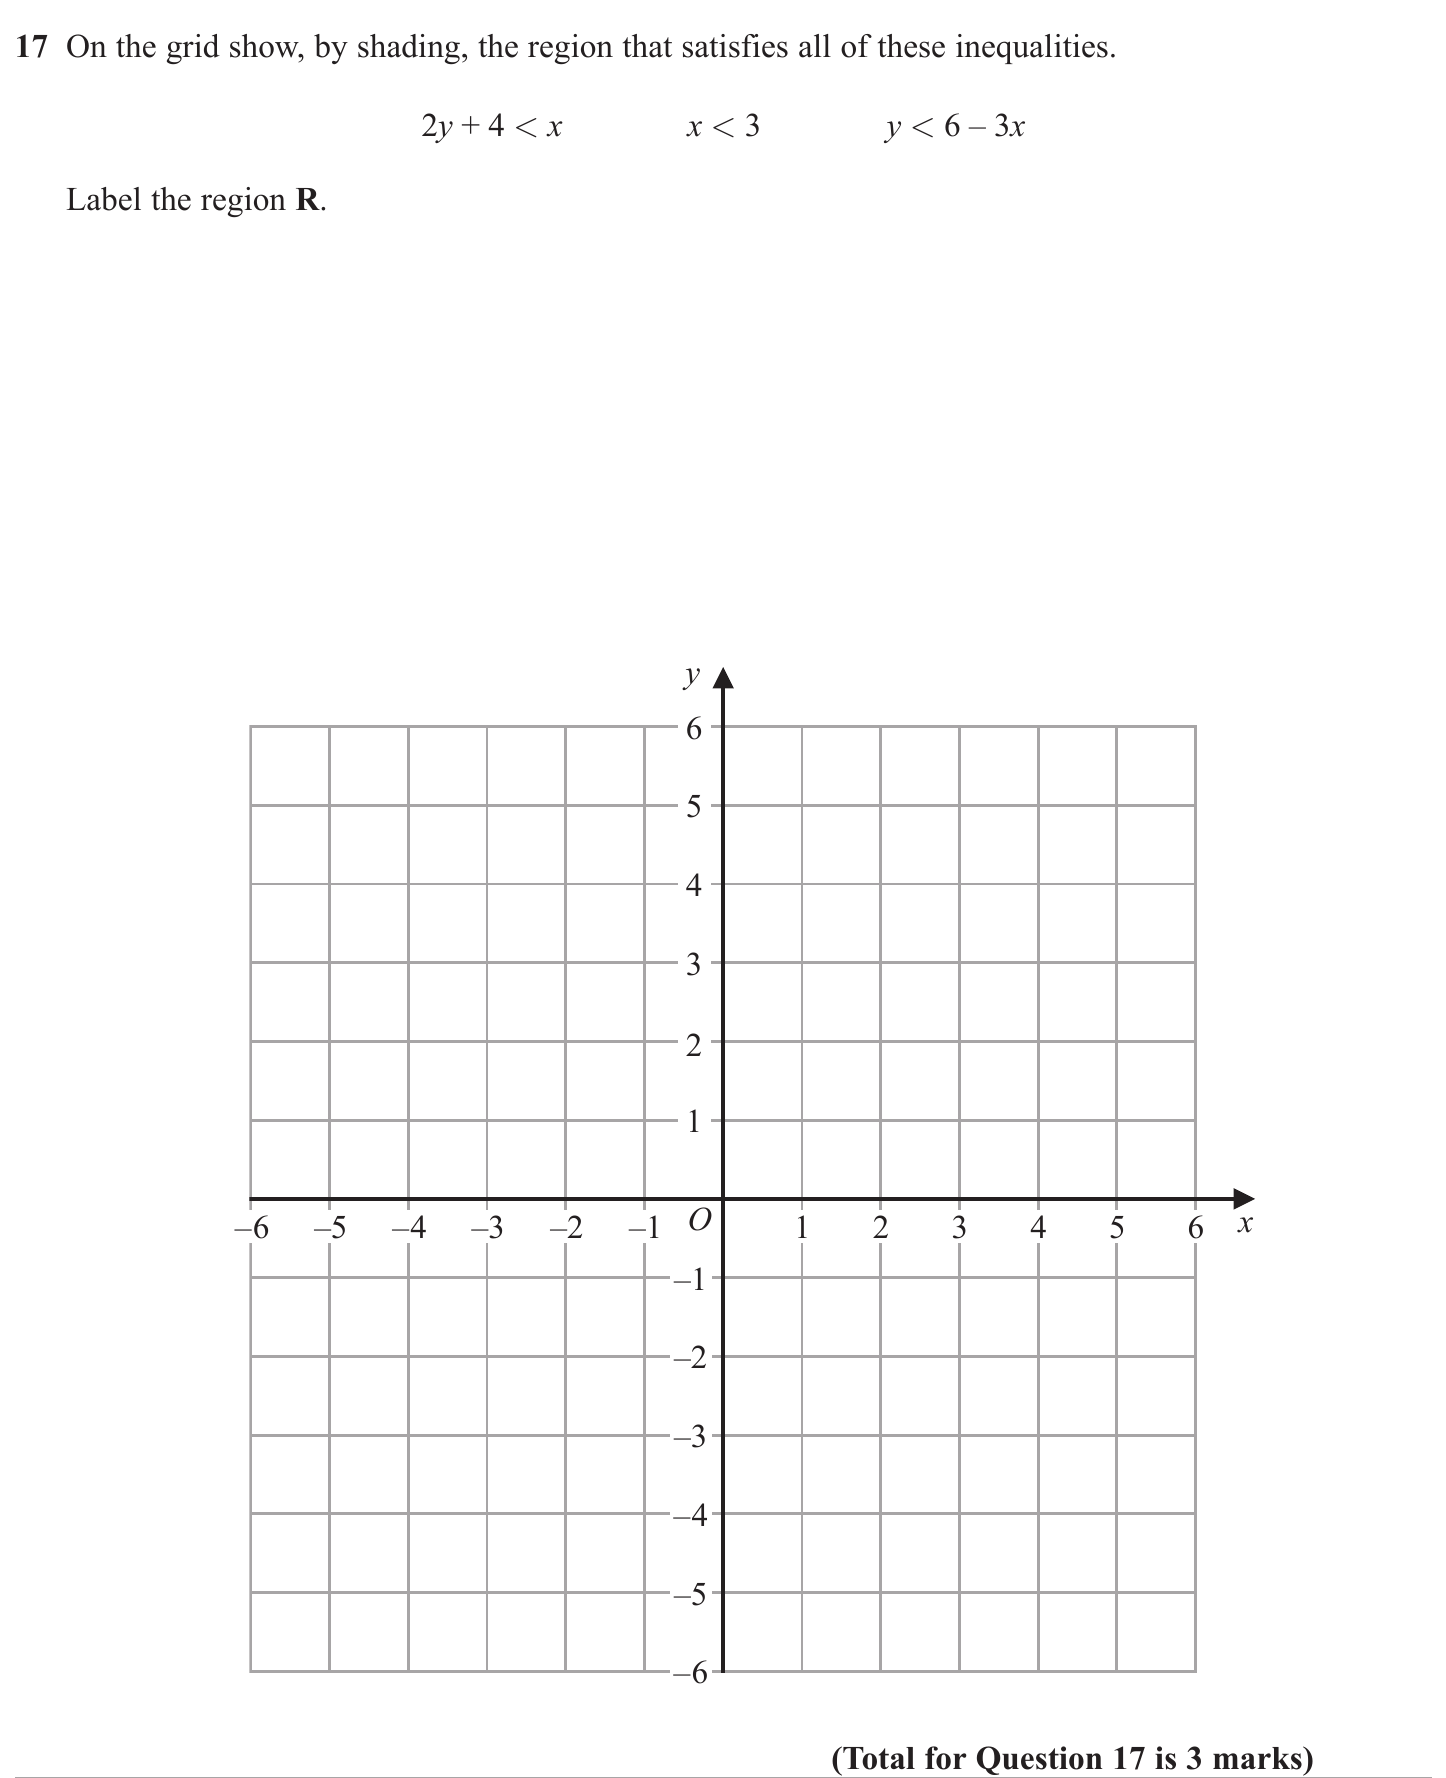 17 On the grid show, by shading, the region that satisfies all of these inequalities.
2y + 4 < x x < 3 y < 6 – 3x
Label the region R.
y
6
5
4
3
2
1
–6 –5 –4 –3 –2 –1 O 1 2 3 4 5 6 x
–1
–2
–3
–4
–5
–6
(Total for Question 17 is 3 marks)